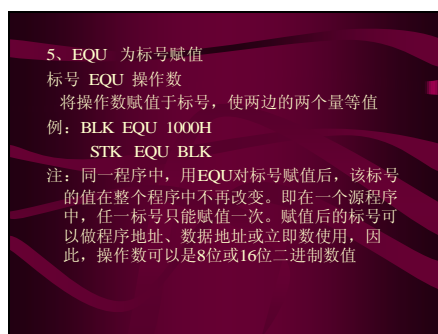 5、EQU 为标号赋值
标号 EQU 操作数
将操作数赋值于标号，使两边的两个量等值
例：BLK EQU 1000H
STK EQU BLK
注：同一程序中，用EQU对标号赋值后，该标号
的值在整个程序中不再改变。即在一个源程序
中，任一标号只能赋值一次。赋值后的标号可
以做程序地址、数据地址或立即数使用，因
此，操作数可以是8位或16位二进制数值